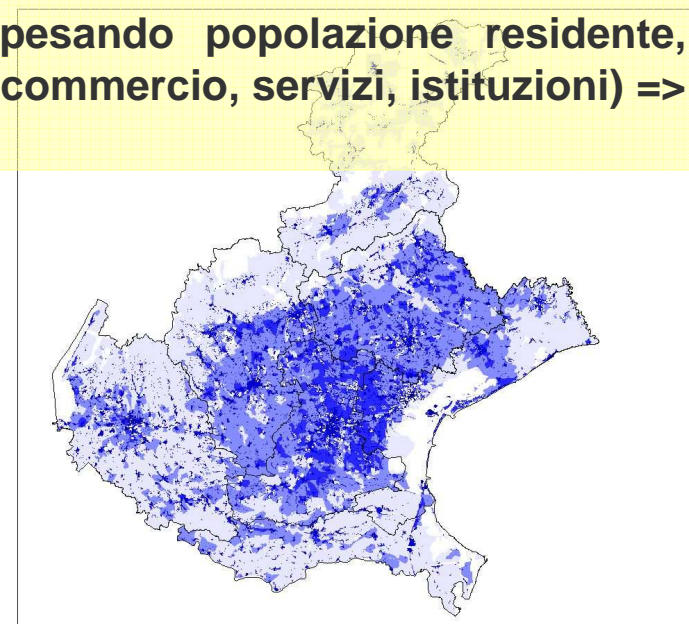 pesando popolazione residente,
commercio, servizi, istituzioni) =>